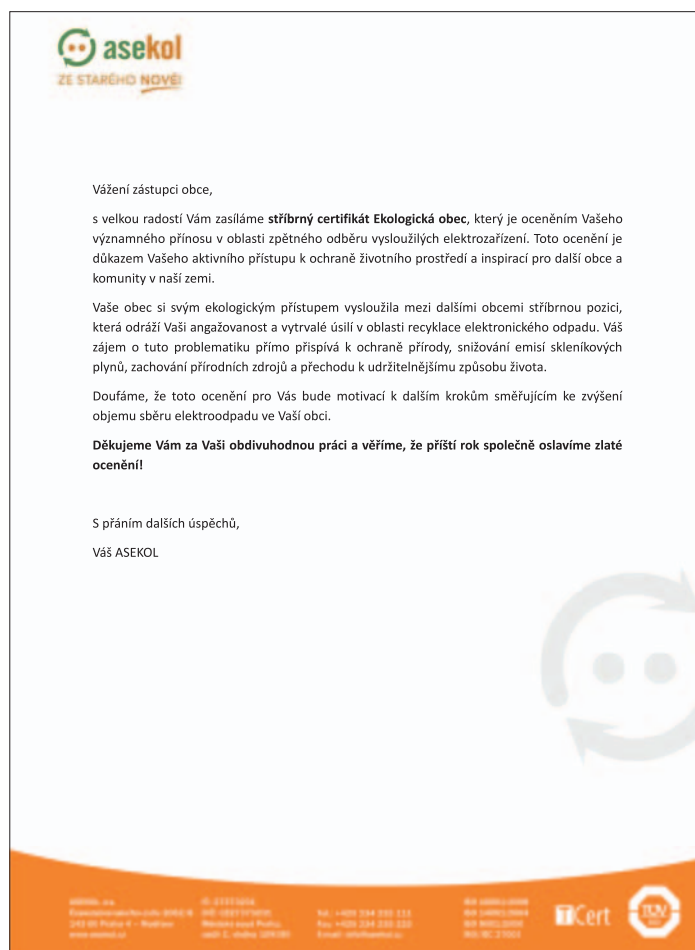 asekol
ZE STARÉHO NOVÉ!
Vážení zástupci obce,
s velkou radostí Vám zasíláme stříbrný certifikát Ekologická obec, který je oceněním Vašeho
významného přínosu v oblasti zpětného odběru vysloužilých elektrozařízení. Toto ocenění je
důkazem Vašeho aktivního přístupu k ochraně životního prostředí a inspirací pro další obce a
komunity v naší zemi.
Vaše obec si svým ekologickým přístupem vysloužila mezi dalšími obcemi stříbrnou pozici,
která odráží Vaši angažovanost a vytrvalé úsilí v oblasti recyklace elektronického odpadu. Váš
zájem o tuto problematiku přímo přispívá k ochraně přírody, snižování emisí skleníkových
plynů, zachování přírodních zdrojů a přechodu k udržitelnějšímu způsobu života.
Doufáme, že toto ocenění pro Vás bude motivací k dalším krokům směřujícím ke zvýšení
objemu sběru elektroodpadu ve Vaší obci.
Děkujeme Vám za Vaši obdivuhodnou práci a věříme, že příští rok společně oslavíme zlaté
ocenění!
S přáním dalších úspěchů,
Váš ASEKOL
TCert
TÜV